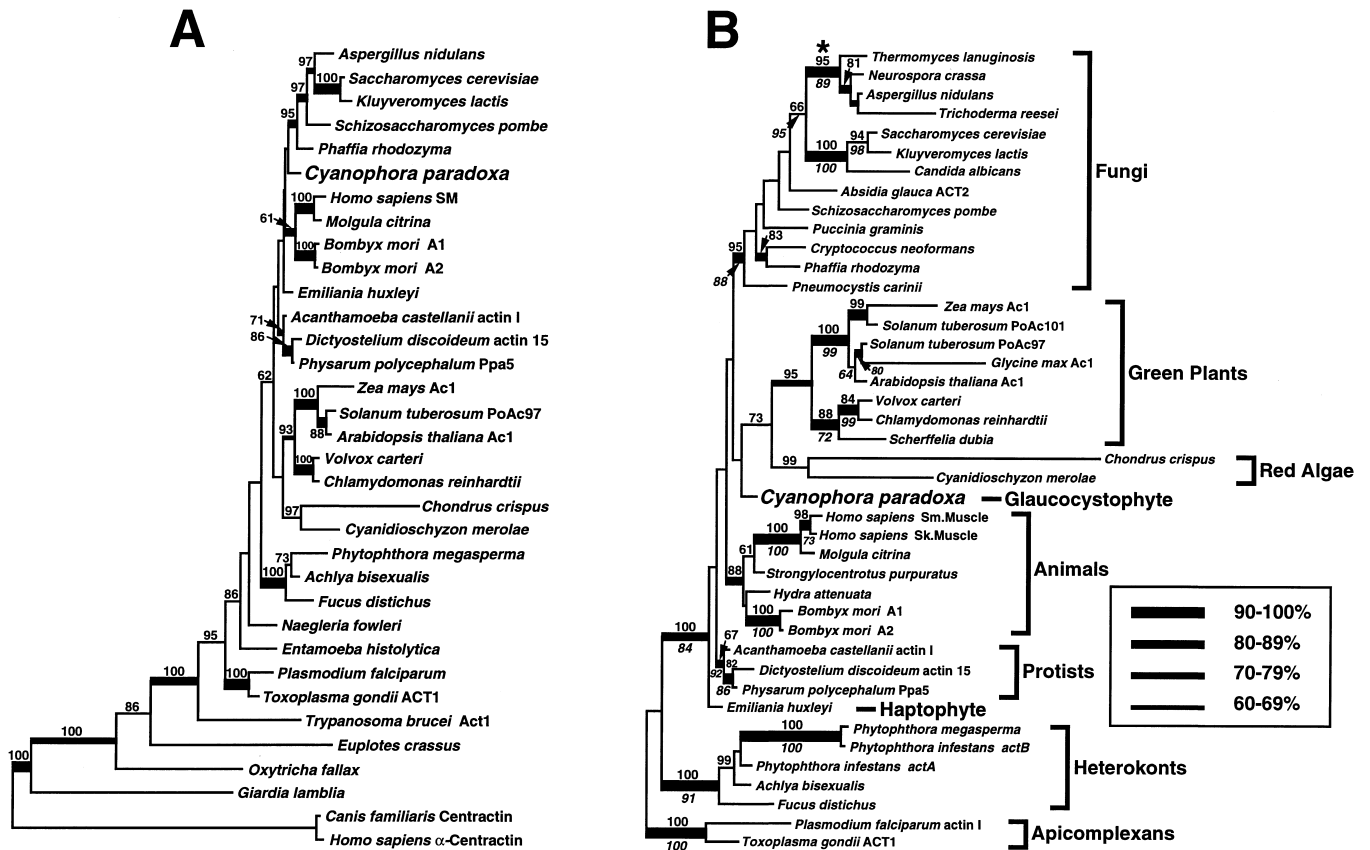 A
97
Aspergillus nidulans
100
Saccharomyces cerevisiae
97
Kluyveromyces lactis
95
Schizosaccharomyces pombe
Phaffia rhodozyma
Cyanophora paradoxa
100
Homo sapiens SM
61
Molgula citrina
100
Bombyx mori A1
Bombyx mori A2
Emiliania huxleyi
71
Acanthamoeba castellanii actin I
86
Dictyostelium discoideum actin 15
Physarum polycephalum Ppa5
62
Zea mays Ac1
100
Solanum tuberosum PoAc97
93
88
Arabidopsis thaliana Ac1
100
Volvox carteri
Chlamydomonas reinhardtii
97
Chondrus crispus
Cyanidioschyzon merolae
73
Phytophthora megasperma
100
Achlya bisexualis
Fucus distichus
86
Naegleria fowleri
95
Entamoeba histolytica
100
100
Plasmodium falciparum
Toxoplasma gondii ACT1
86
Trypanosoma brucei Act1
100
Euplotes crassus
100
Oxytricha fallax
Giardia lamblia
Canis familiaris Centractin
Homo sapiens α-Centractin
B
*
95
89
81
Thermomyces lanuginosis
Neurospora crassa
Aspergillus nidulans
Trichoderma reesei
66
95
94
Saccharomyces cerevisiae
100
98
Kluyveromyces lactis
100
Candida albicans
Fungi
Absidia glauca ACT2
Schizosaccharomyces pombe
Puccinia graminis
83
95
Cryptococcus neoformans
88
Phaffia rhodozyma
Pneumocystis carinii
99
Zea mays Ac1
Solanum tuberosum PoAc101
100
99
Solanum tuberosum PoAc97
Glycine max Ac1
64
80
Arabidopsis thaliana Ac1
Green Plants
95
84
Volvox carteri
88
99
Chlamydomonas reinhardtii
72
Scherffelia dubia
73
99
Chondrus crispus
Cyanidioschyzon merolae
Red Algae
Cyanophora paradoxa
Glaucocystophyte
98
Homo sapiens Sm.Muscle
100
73
Homo sapiens Sk.Muscle
100
Molgula citrina
61
88
Strongylocentrotus purpuratus
Animals
Hydra attenuata
100
Bombyx mori A1
100
Bombyx mori A2
100
84
67
Acanthamoeba castellanii actin I
92
82
Dictyostelium discoideum actin 15
86
Physarum polycephalum Ppa5
Protists
Emiliania huxleyi
Haptophyte
100
100
Phytophthora megasperma
Phytophthora infestans actB
99
Phytophthora infestans actA
100
91
Achlya bisexualis
Fucus distichus
Heterokonts
100
100
Plasmodium falciparum actin I
Toxoplasma gondii ACT1
Apicomplexans
90-100%
80-89%
70-79%
60-69%